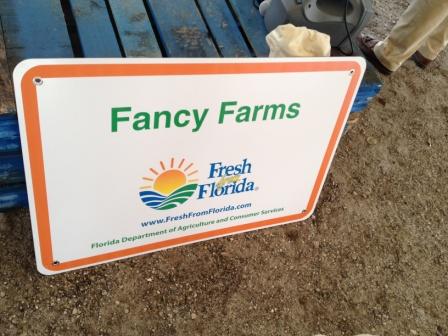 Fancy Farms
Fresh
from
Florida®
www.FreshFromFlorida.com
Florida Department of Agriculture and Consumer Services